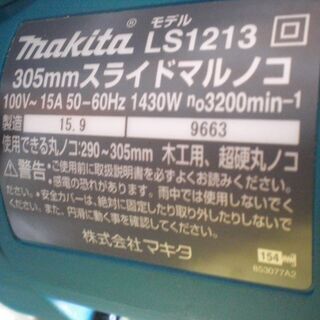 makita モデル LS1213
305mmスライドマルノコ
100V~15A 50-60Hz 1430W n₀3200min-1
製造 15.9 9663
使用できる丸ノコ:290~305mm 木工用、超硬丸ノコ
⚠警告>・ご使用前に取扱説明書を必ずお読みください。
・感電の恐れがあります。雨中では使用しないでください。
・安全カバーは、絶対に固定したり取り外したりしないでください。
また、円滑に動く事を確認してください。
株式会社マキタ
154
853077A2